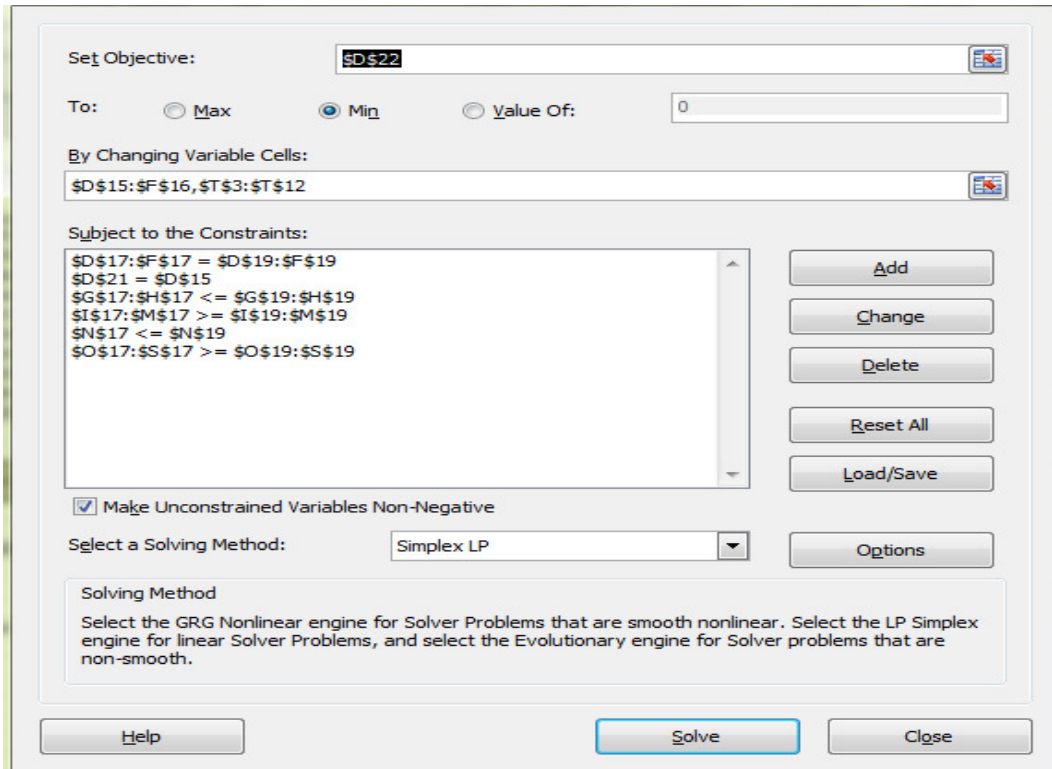 Set Objective: $D$22
To: Max Min Value Of: 0
By Changing Variable Cells:
$D$15:$F$16,$T$3:$T$12
Subject to the Constraints:
$D$17:$F$17 = $D$19:$F$19
$D$21 = $D$15
$G$17:$H$17 <= $G$19:$H$19
$I$17:$M$17 >= $I$19:$M$19
$N$17 <= $N$19
$O$17:$S$17 >= $O$19:$S$19
Add
Change
Delete
Reset All
Load/Save
Make Unconstrained Variables Non-Negative
Select a Solving Method: Simplex LP Options
Solving Method
Select the GRG Nonlinear engine for Solver Problems that are smooth nonlinear. Select the LP Simplex
engine for linear Solver Problems, and select the Evolutionary engine for Solver problems that are
non-smooth.
Help Solve Close